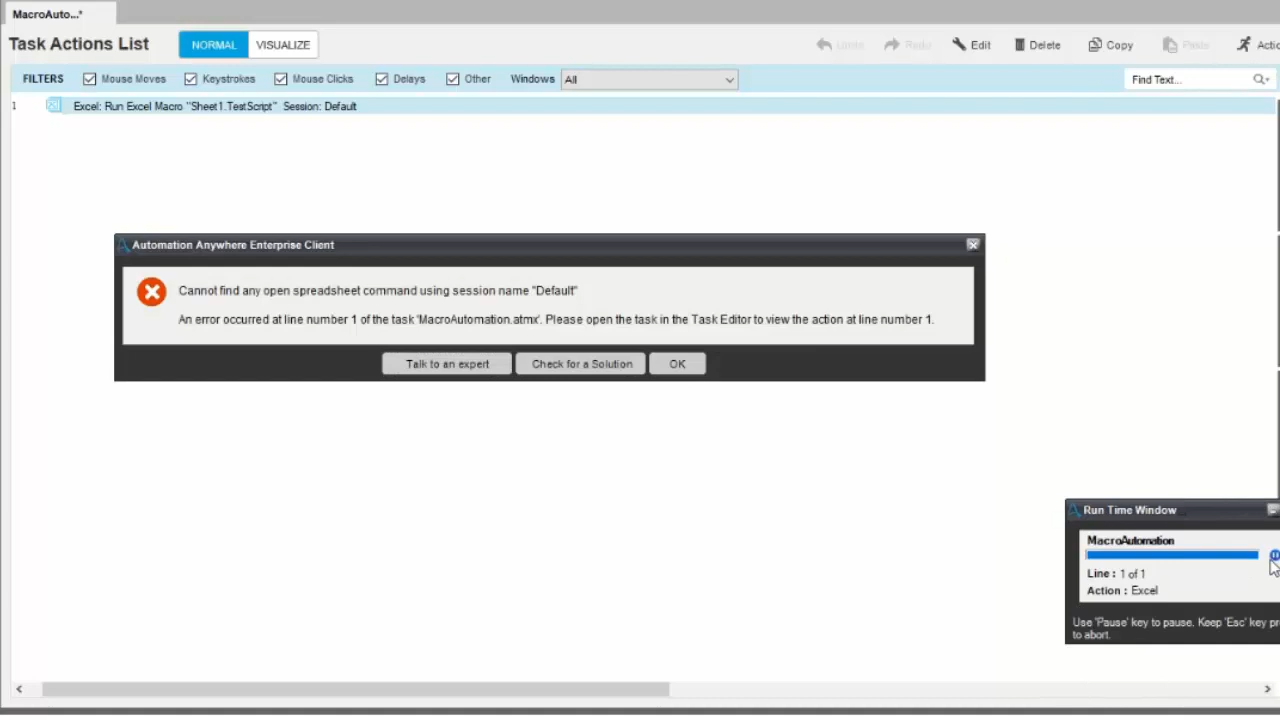 MacroAuto...*
Task Actions List
NORMAL
VISUALIZE
Undo
Redo
Edit
Delete
Copy
Paste
Actio
FILTERS
Mouse Moves
Keystrokes
Mouse Clicks
Delays
Other
Windows
All
Find Text...
1
Excel: Run Excel Macro "Sheet1.TestScript" Session: Default
Automation Anywhere Enterprise Client
Cannot find any open spreadsheet command using session name "Default"
An error occurred at line number 1 of the task 'MacroAutomation.atmx'. Please open the task in the Task Editor to view the action at line number 1.
Talk to an expert
Check for a Solution
OK
Run Time Window
MacroAutomation
Line : 1 of 1
Action : Excel
Use 'Pause' key to pause. Keep 'Esc' key pr
to abort.